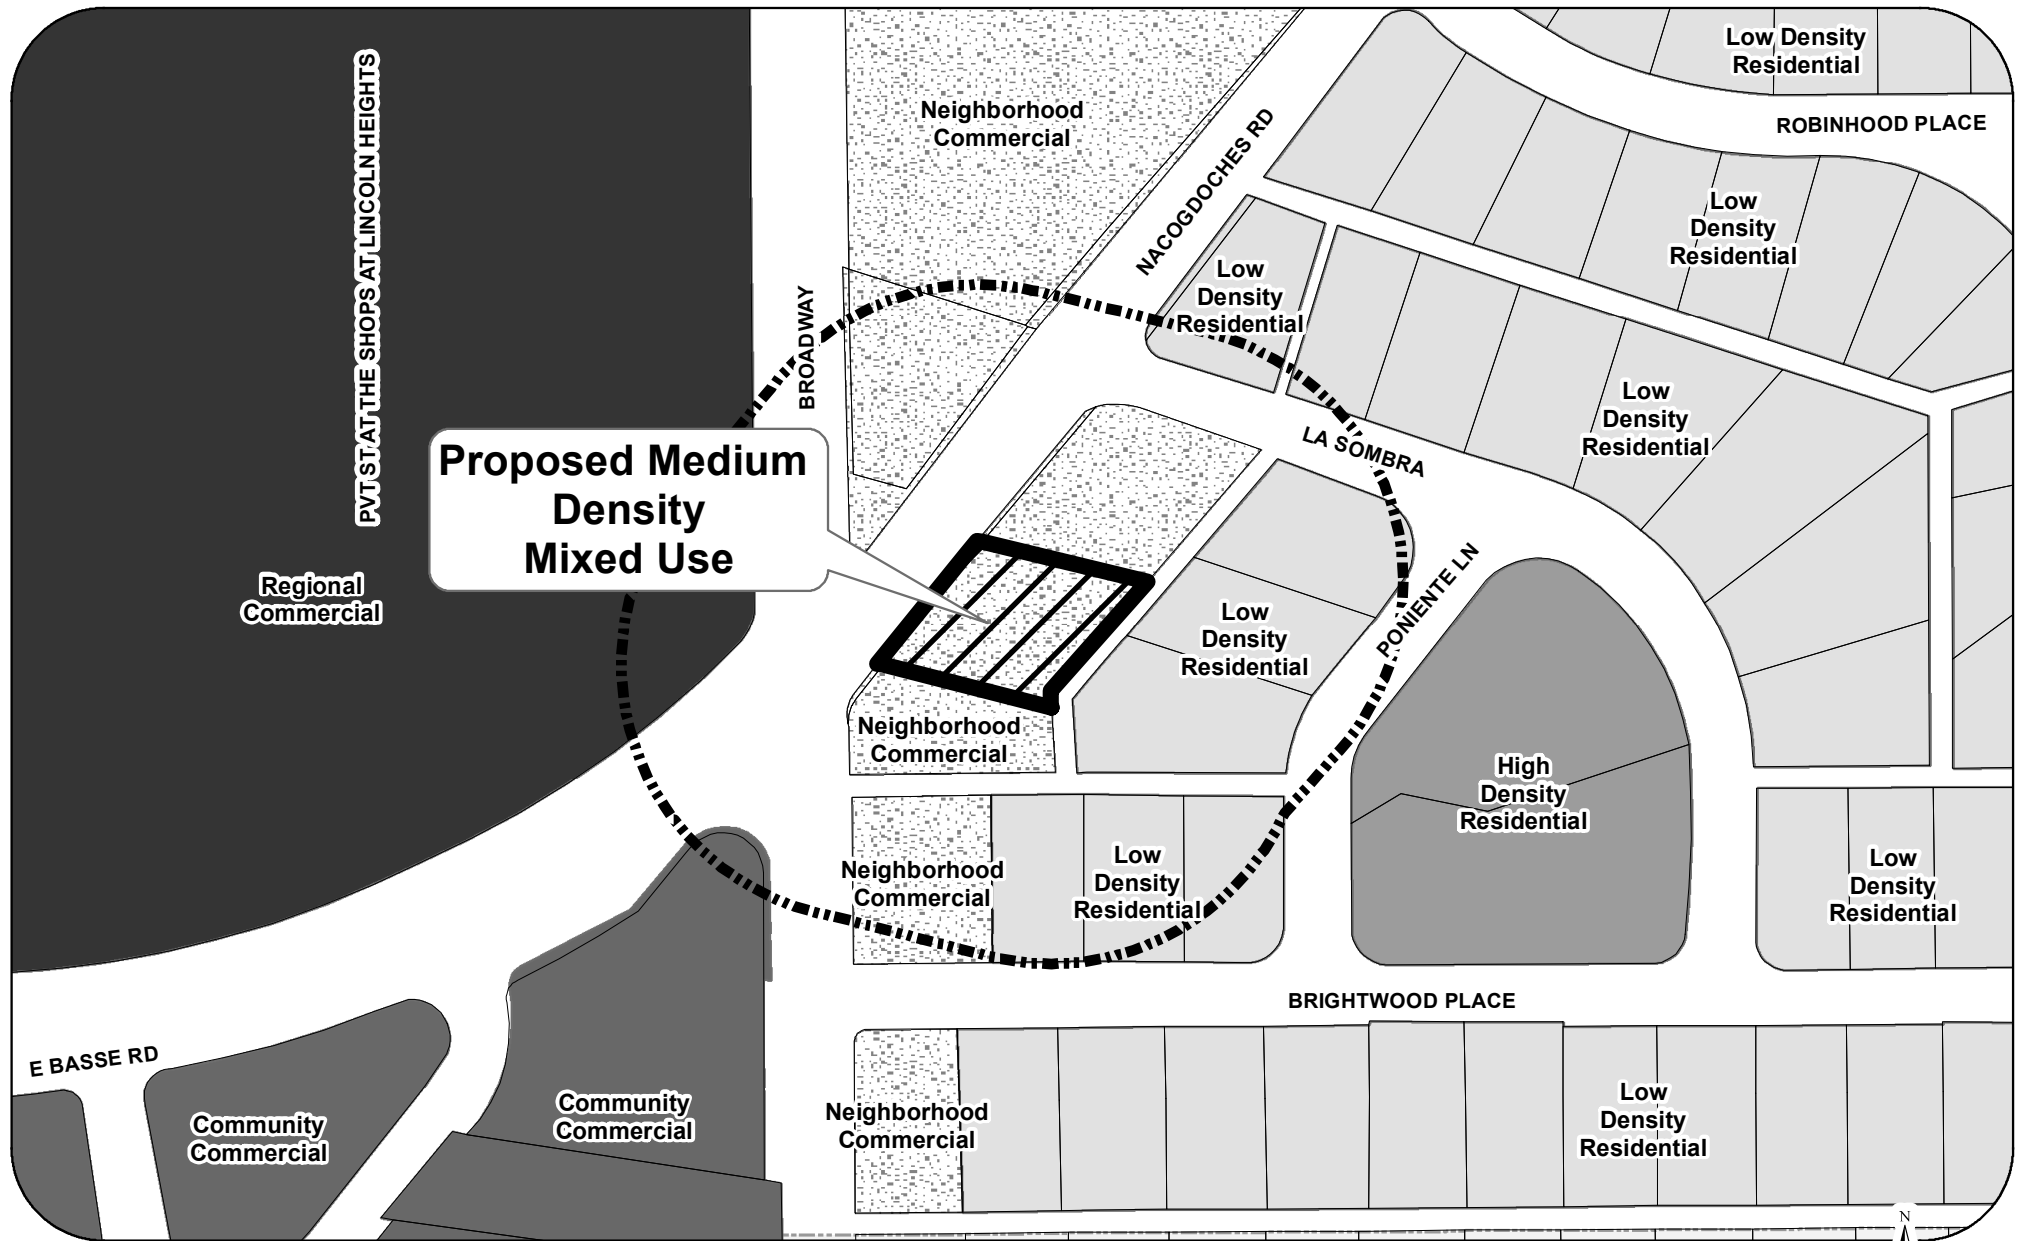 Low Density
Residential
PVTST AT THE SHOPS AT LINCOLN HEIGHTS
Neighborhood
Commercial
NACOGDOCHES RD
ROBINHOOD PLACE
Low
Density
Residential
Low
Density
Residential
BROADWAY
Low
Density
Residential
LA SOMBRA
Proposed Medium
Density
Mixed Use
Regional
Commercial
PONIENTE LN
Low
Density
Residential
Neighborhood
Commercial
High
Density
Residential
Neighborhood
Commercial
Low
Density
Residential
Low
Density
Residential
BRIGHTWOOD PLACE
E BASSE RD
Community
Commercial
Community
Commercial
Neighborhood
Commercial
Low
Density
Residential
N